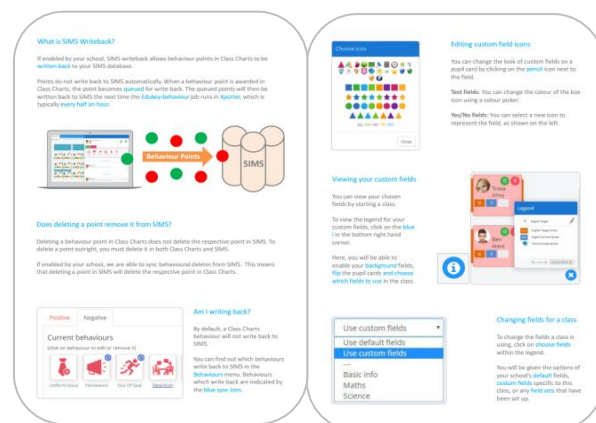 What is SIMS Writeback?
If enabled by your school, SIMS writeback allows behaviour points in Class Charts to be
written back to your SIMS database.
Points do not write back to SIMS automatically. When a behaviour point is awarded in
Class Charts, the point becomes queued for write back. The queued points will then be
written back to SIMS the next time the Edukey-behaviour job runs in Xporter, which is
typically every half an hour.
Behaviour Points
SIMS
Does deleting a point remove it from SIMS?
Deleting a behaviour point in Class Charts does not delete the respective point in SIMS. To
delete a point outright, you must delete it in both Class Charts and SIMS.
If enabled by your school, we are able to sync behavioural deletes from SIMS. This means
that deleting a point in SIMS will delete the respective point in Class Charts.
Positive Negative
Current behaviours
(click on behaviour to edit or remove it)
Uniform Issue Homework Out Of Seat
Am I writing back?
By default, a Class Charts
behaviour will not write back to
SIMS.
You can find out which behaviours
write back to SIMS in the
Behaviours menu. Behaviours
which write back are indicated by
the blue sync icon.
Choose icon
Close
Editing custom field icons
You can change the look of custom fields on a
pupil card by clicking on the pencil icon next to
the field.
Text fields: You can change the colour of the box
icon using a colour picker.
Yes/No fields: You can select a new icon to
represent the field, as shown on the left.
Viewing your custom fields
You can view your chosen
fields by starting a class.
To view the legend for your
custom fields, click on the blue
i in the bottom right hand
corner.
Here, you will be able to
enable your background fields,
flip the pupil cards and choose
which fields to use in the class.
Trista
Ben
Abbot
Legend
Use custom fields
Use default fields
Use custom fields
---
Basic info
Maths
Science
Changing fields for a class
To change the fields a class is
using, click on choose fields
within the legend.
You will be given the options
of your school's default fields,
custom fields specific to this
class, or any field sets that have
been set up.